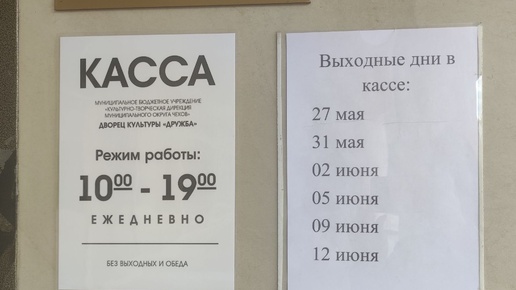 КАССА
МУНИЦИПАЛЬНОЕ БЮДЖЕТНОЕ УЧРЕЖДЕНИЕ
«КУЛЬТУРНО-ТВОРЧЕСКАЯ ДИРЕКЦИЯ
МУНИЦИПАЛЬНОГО ОКРУГА ЧЕХОВ»
ДВОРЕЦ КУЛЬТУРЫ «ДРУЖБА»
Режим работы:
10⁰⁰ - 19⁰⁰
ЕЖЕДНЕВНО
БЕЗ ВЫХОДНЫХ И ОБЕДА
Выходные дни в
кассе:
27 мая
31 мая
02 июня
05 июня
09 июня
12 июня